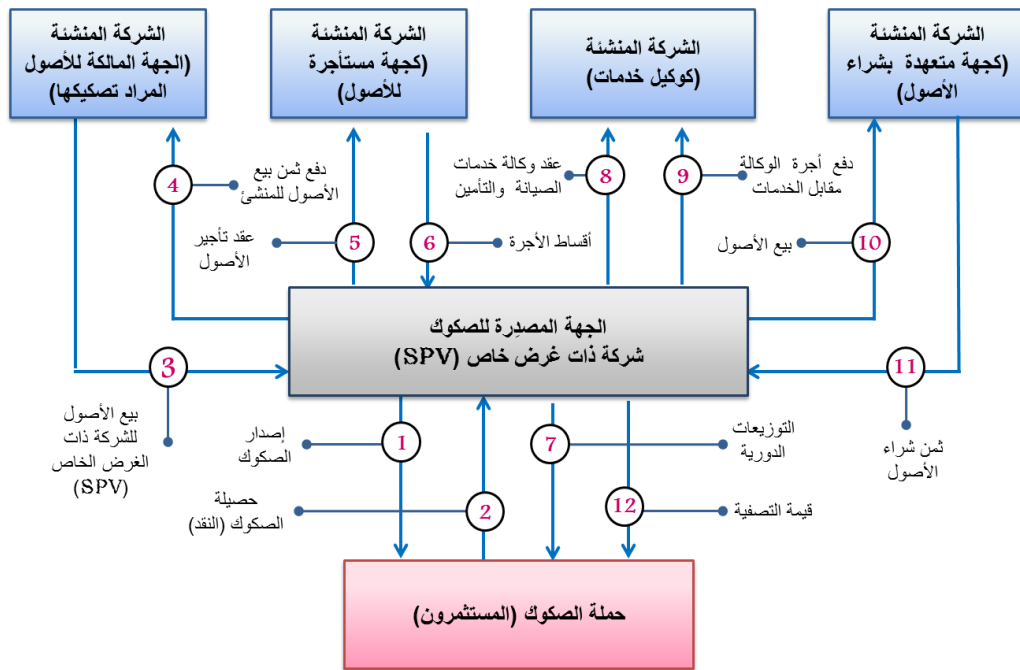 الشركة المنشئة
(كجهة متعهدة بشراء
الأصول)
الشركة المنشئة
(كوكيل خدمات)
الشركة المنشئة
(كجهة مستأجرة
للأصول)
الشركة المنشئة
(الجهة المالكة للأصول
المراد تصكيكها)
دفع أجرة الوكالة
مقابل الخدمات
9
عقد وكالة خدمات
الصيانة والتأمين
8
دفع ثمن بيع
الأصول للمنشئ
4
بيع الأصول
10
أقساط الأجرة
6
عقد تأجير
الأصول
5
الجهة المصدِرة للصكوك
شركة ذات غرض خاص (SPV)
11
ثمن شراء
الأصول
3
بيع الأصول
للشركة ذات
الغرض الخاص
(SPV)
التوزيعات
الدورية
7
إصدار
الصكوك
1
قيمة التصفية
12
حصيلة
الصكوك (النقد)
2
حملة الصكوك (المستثمرون)